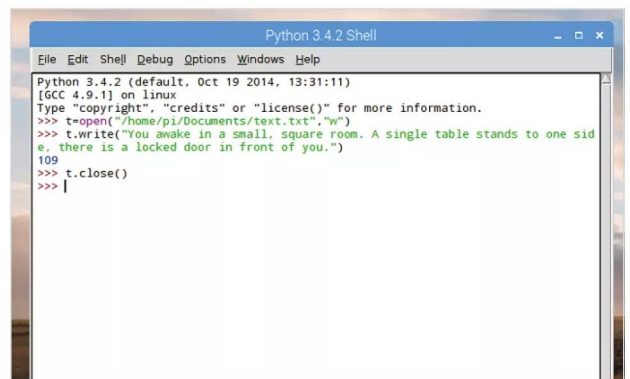 Python 3.4.2 Shell
File Edit Shell Debug Options Windows Help
Python 3.4.2 (default, Oct 19 2014, 13:31:11)
[GCC 4.9.1] on linux
Type "copyright", "credits" or "license()" for more information.
>>> t=open("/home/pi/Documents/text.txt","w")
>>> t.write("You awake in a small, square room. A single table stands to one sid
e, there is a locked door in front of you.")
109
>>> t.close()
>>>